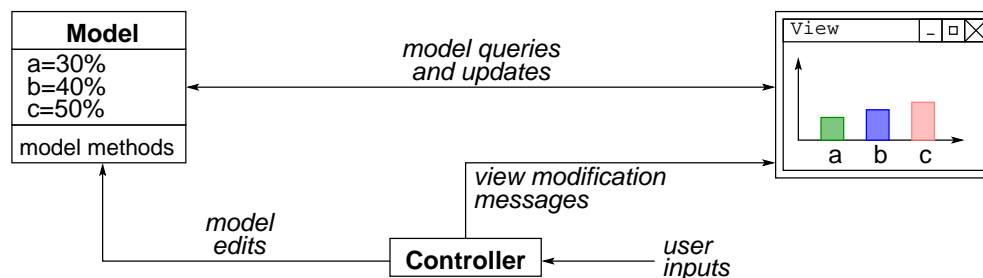 Model
a=30%
b=40%
c=50%
model methods
model queries
and updates
View
a b c
view modification
messages
model
edits
Controller
user
inputs